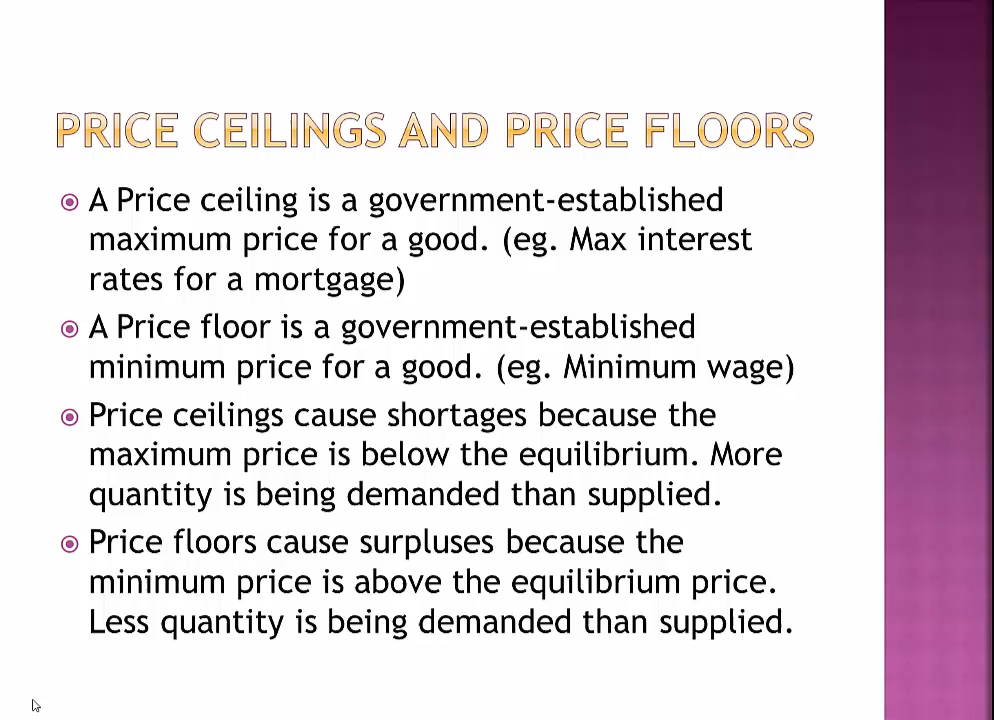 PRICE CEILINGS AND PRICE FLOORS
A Price ceiling is a government-established
maximum price for a good. (eg. Max interest
rates for a mortgage)
A Price floor is a government-established
minimum price for a good. (eg. Minimum wage)
Price ceilings cause shortages because the
maximum price is below the equilibrium. More
quantity is being demanded than supplied.
Price floors cause surpluses because the
minimum price is above the equilibrium price.
Less quantity is being demanded than supplied.